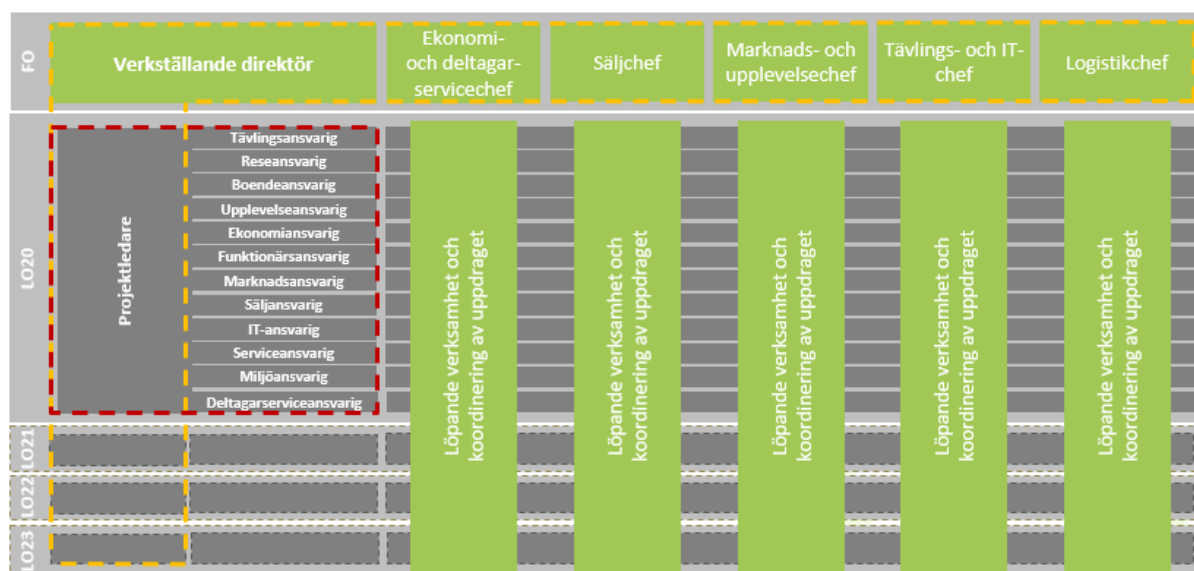 FO
Verkställande direktör
Ekonomi-
och deltagar-
servicechef
Säljchef
Marknads- och
upplevelsechef
Tävlings- och IT-
chef
Logistikchef
LO20
Projektledare
Tävlingsansvarig
Reseansvarig
Boendeansvarig
Upplevelseansvarig
Ekonomiansvarig
Funktionärsansvarig
Marknadsansvarig
Säljansvarig
IT-ansvarig
Serviceansvarig
Miljöansvarig
Deltagarserviceansvarig
Löpande verksamhet och
koordinering av uppdraget
Löpande verksamhet och
koordinering av uppdraget
Löpande verksamhet och
koordinering av uppdraget
Löpande verksamhet och
koordinering av uppdraget
Löpande verksamhet och
koordinering av uppdraget
LO21
LO22
LO23